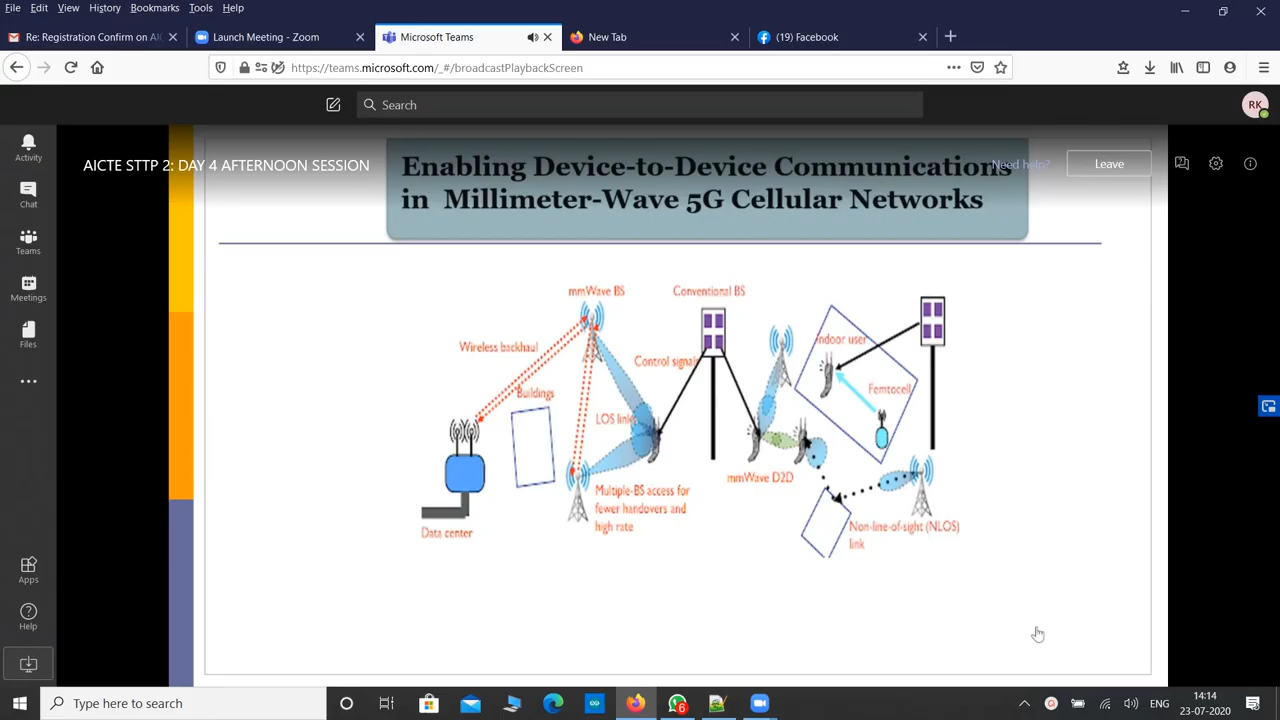 File Edit View History Bookmarks Tools Help
Re: Registration Confirm on AI
Launch Meeting - Zoom
Microsoft Teams
New Tab
(19) Facebook
https://teams.microsoft.com/_#/broadcastPlaybackScreen
Search
RK
Activity
Chat
Teams
Meetings
Files
Apps
Help
AICTE STTP 2: DAY 4 AFTERNOON SESSION
Need help?
Leave
Enabling Device-to-Device Communications
in Millimeter-Wave 5G Cellular Networks
mmWave BS
Conventional BS
Wireless backhaul
Control signals
Indoor user
Buildings
Femtocell
LOS link
mmWave D2D
Multiple-BS access for
fewer handovers and
high rate
Data center
Non-line-of-sight (NLOS)
link
Type here to search
6
ENG
14:14
23-07-2020